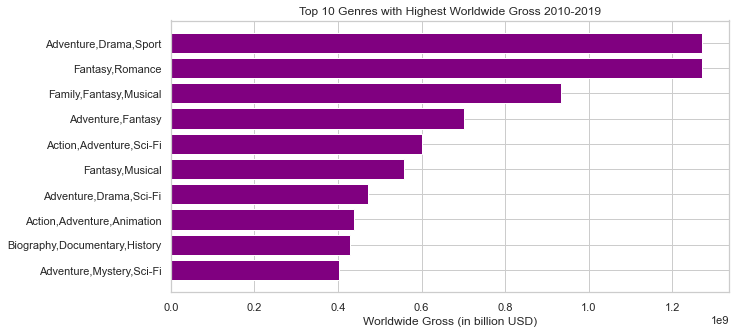 Top 10 Genres with Highest Worldwide Gross 2010-2019
Adventure,Drama,Sport
Fantasy,Romance
Family,Fantasy,Musical
Adventure,Fantasy
Action,Adventure,Sci-Fi
Fantasy,Musical
Adventure,Drama,Sci-Fi
Action,Adventure,Animation
Biography,Documentary,History
Adventure,Mystery,Sci-Fi
0.0 0.2 0.4 0.6 0.8 1.0 1.2
1e9
Worldwide Gross (in billion USD)